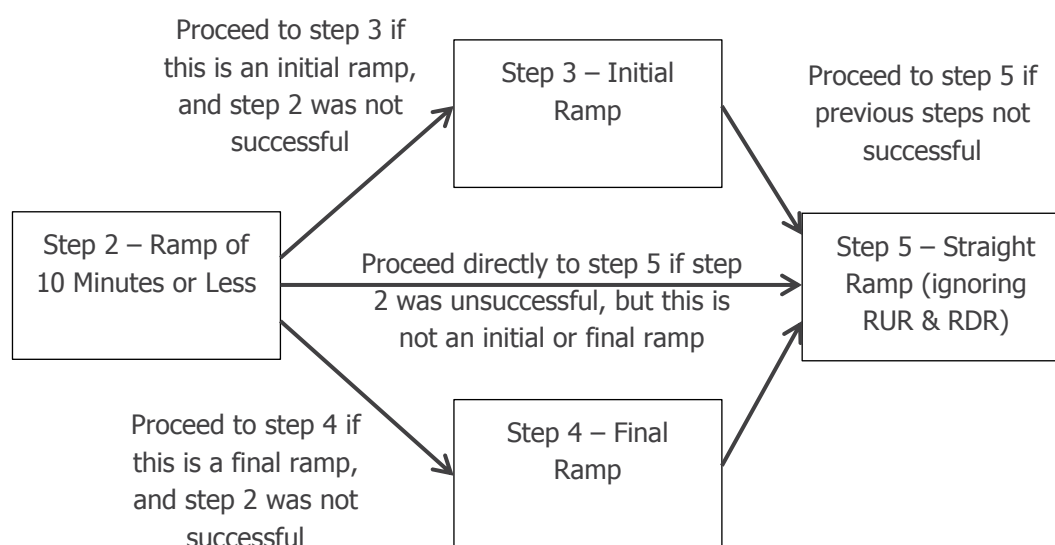 Proceed to step 3 if
this is an initial ramp,
and step 2 was not
successful
Step 3 – Initial
Ramp
Proceed to step 5 if
previous steps not
successful
Step 2 – Ramp of
10 Minutes or Less
Proceed directly to step 5 if step
2 was unsuccessful, but this is
not an initial or final ramp
Step 5 – Straight
Ramp (ignoring
RUR & RDR)
Proceed to step 4 if
this is a final ramp,
and step 2 was not
successful
Step 4 – Final
Ramp